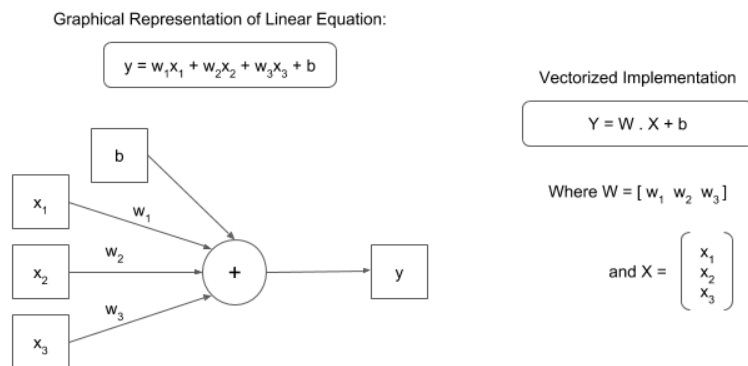 Graphical Representation of Linear Equation:
y = w₁x₁ + w₂x₂ + w₃x₃ + b
b
x₁
w₁
x₂
w₂
x₃
w₃
+
y
Vectorized Implementation
Y = W . X + b
Where W = [ w₁ w₂ w₃ ]
and X =
x₁
x₂
x₃